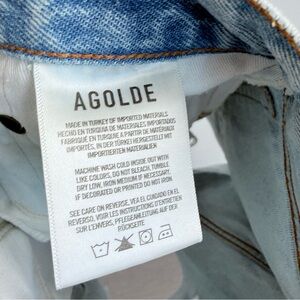 AGOLDE
MADE IN TURKEY OF IMPORTED MATERIALS
HECHO EN TURQUIA DE MATERIALES IMPORTADOS
FABRIQUÉ EN TURQUIE A PARTIR DE MATERIAUX
IMPORTÉS, IN DER TÜRKEI HERGESTELLT MIT
IMPORTIERTEN MATERIALIEN
MACHINE WASH COLD INSIDE OUT WITH
LIKE COLORS, DO NOT BLEACH, TUMBLE
DRY LOW, IRON MEDIUM IF NECESSARY.
IF DECORATED OR PRINTED DO NOT IRON
SEE CARE ON REVERSE, VEA EL CUIDADO EN EL
REVERSO, VOIR LES INSTRUCTIONS D'ENTRETIEN
SUR L'ENVERS, PFLEGEANLEITUNG AUF DER
RÜCKSEITE